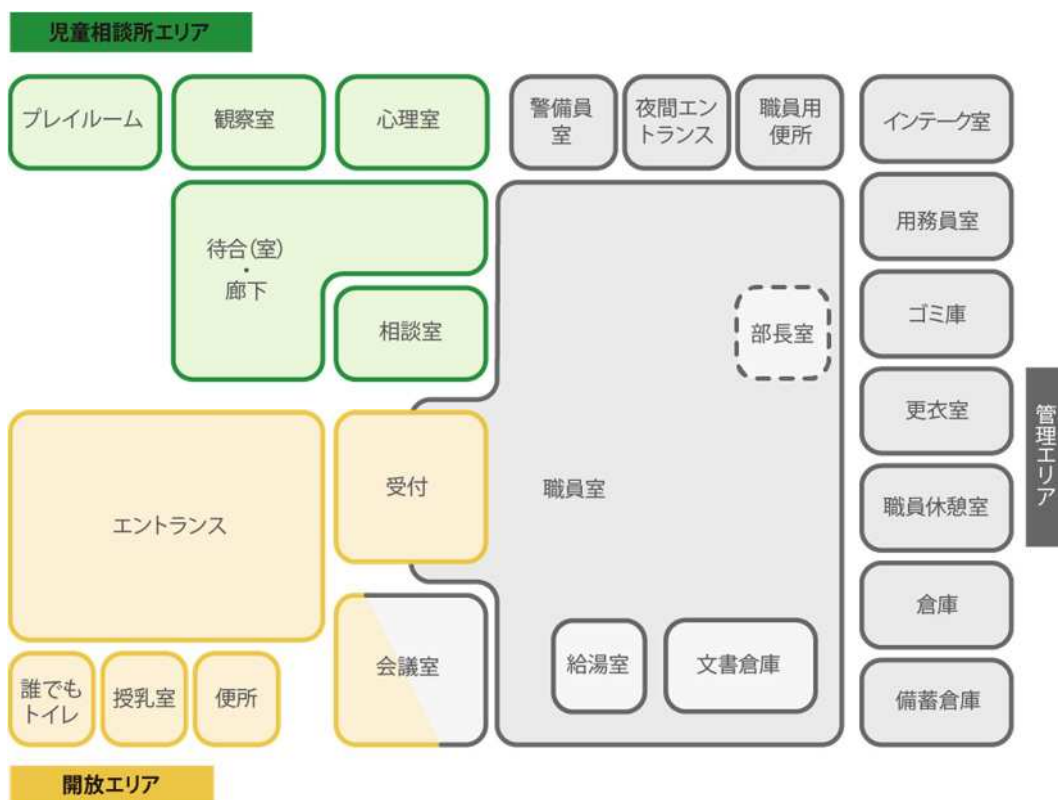 児童相談所エリア
プレイルーム
観察室
心理室
警備員
室
夜間エン
トランス
職員用
便所
インテーク室
待合(室)
・
廊下
相談室
部長室
用務員室
ゴミ庫
更衣室
管理エリア
エントランス
受付
職員室
職員休憩室
倉庫
誰でも
トイレ
授乳室
便所
会議室
給湯室
文書倉庫
備蓄倉庫
開放エリア